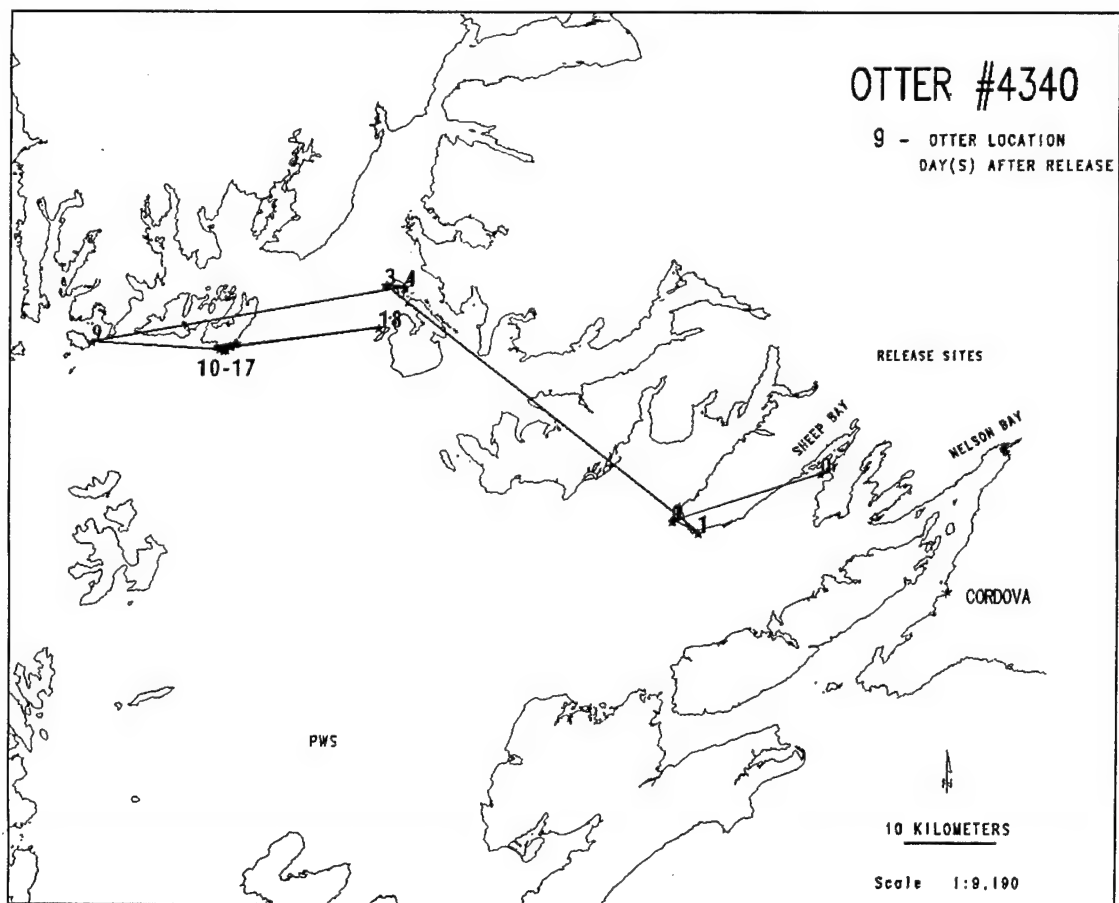 OTTER #4340
9 - OTTER LOCATION
DAY(S) AFTER RELEASE
3 4
18
9
10-17
RELEASE SITES
SHEEP BAY
NELSON BAY
0
1
CORDOVA
PWS
10 KILOMETERS
Scale 1:9,190